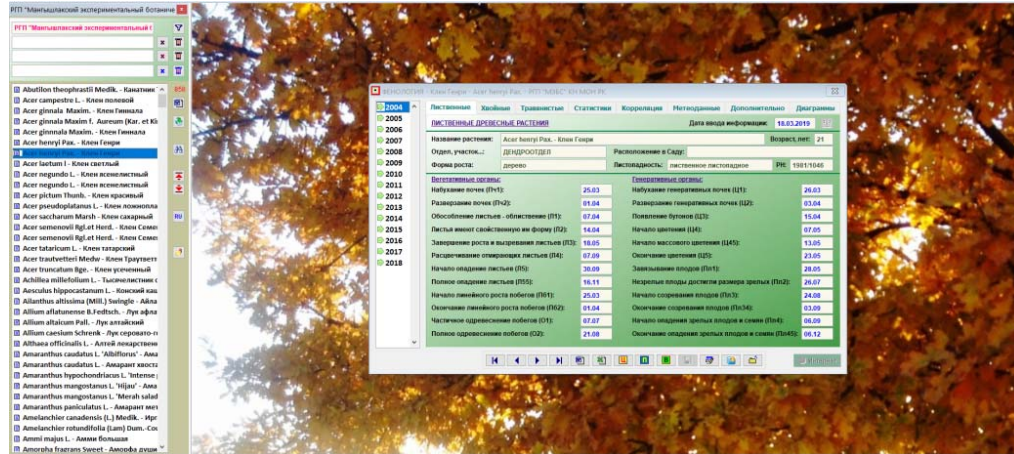 РГП "Мангышлакский экспериментальный ботаниче
РГП "Мангышлакский экспериментальный б
Abutilon theophrastii Medik. - Канатник
Acer campestre L. - Клен полевой
Acer ginnala Maxim. - Клен Гиннала
Acer ginnala Maxim f. Aureum (Kar. et Ki
Acer ginnnala Maxim. - Клен Гиннала
Acer henryi Pax. - Клен Генри
Acer henryi Pax. - Клен Генри
Acer laetum l - Клен светлый
Acer negundo L. - Клен ясенелистный
Acer negundo L. - Клен ясенелистный
Acer pictum Thunb. - Клен красивый
Acer pseudoplatanus L. - Клен ложнопла
Acer saccharum Marsh - Клен сахарный
Acer semenovii Rgl.et Herd. - Клен Семе
Acer semenovii Rgl.et Herd. - Клен Семе
Acer tataricum L. - Клен татарский
Acer trautvetteri Medw - Клен Траутветт
Acer truncatum Bge. - Клен усеченный
Achillea millefolium L. - Тысячелистник о
Aesculus hippocastanum L. - Конский каш
Ailanthus altissima (Mill.) Swingle - Айла
Allium aflatunense B.Fedtsch. - Лук афла
Allium altaicum Pall. - Лук алтайский
Allium caesium Schrenk - Лук серовато-г
Althaea officinalis L. - Алтей лекарствен
Amaranthus caudatus L. 'Albiflorus' - Ама
Amaranthus caudatus L. - Амарант хвоста
Amaranthus hypochondriacus L. 'Intense
Amaranthus mangostanus L. 'Hijau' - Ама
Amaranthus mangostanus L. 'Merah salad
Amaranthus paniculatus L. - Амарант мет
Amelanchier canadensis (L.) Medik. - Ирг
Amelanchier rotundifolia (Lam) Dum.-Cou
Ammi majus L. - Амми большая
Amorpha fragrans Sweet - Аморфа души
RU
ФЕНОЛОГИЯ - Клен Генри - Acer henryi Pax. - РГП "МЭБС" КН МОН РК
2004
2005
2006
2007
2008
2009
2010
2011
2012
2013
2014
2015
2016
2017
2018
Лиственные Хвойные Травянистые Статистики Корреляция Метеоданные Дополнительно Диаграммы
ЛИСТВЕННЫЕ ДРЕВЕСНЫЕ РАСТЕНИЯ Дата ввода информации: 18.03.2019
Название растения: Acer henryi Pax. - Клен Генри Возраст, лет: 21
Отдел, участок..: ДЕНДРООТДЕЛ Расположение в Саду:
Форма роста: дерево Листопадность: лиственное листопадное РН: 1981/1046
Вегетативные органы: Генеративные органы:
Набухание почек (Пч1): 25.03 Набухание генеративных почек (Ц1): 26.03
Разверзание почек (Пч2): 01.04 Разверзание генеративных почек (Ц2): 03.04
Обособление листьев - облиствение (Л1): 07.04 Появление бутонов (Ц3): 15.04
Листья имеют свойственную им форму (Л2): 14.04 Начало цветения (Ц4): 07.05
Завершение роста и вызревания листьев (Л3): 18.05 Начало массового цветения (Ц45): 13.05
Расцвечивание отмирающих листьев (Л4): 07.09 Окончание цветения (Ц5): 23.05
Начало опадение листьев (Л5): 30.09 Завязывание плодов (Пл1): 28.05
Полное опадение листьев (Л55): 16.11 Незрелые плоды достигли размера зрелых (Пл2): 26.07
Начало линейного роста побегов (Пб1): 25.03 Начало созревания плодов (Пл3): 24.08
Окончание линейного роста побегов (Пб2): 01.04 Окончание созревания плодов (Пл34): 03.09
Частичное одревеснение побегов (О1): 07.07 Начало опадения зрелых плодов и семян (Пл4): 06.09
Полное одревеснение побегов (О2): 21.08 Окончание опадения зрелых плодов и семян (Пл45): 06.12